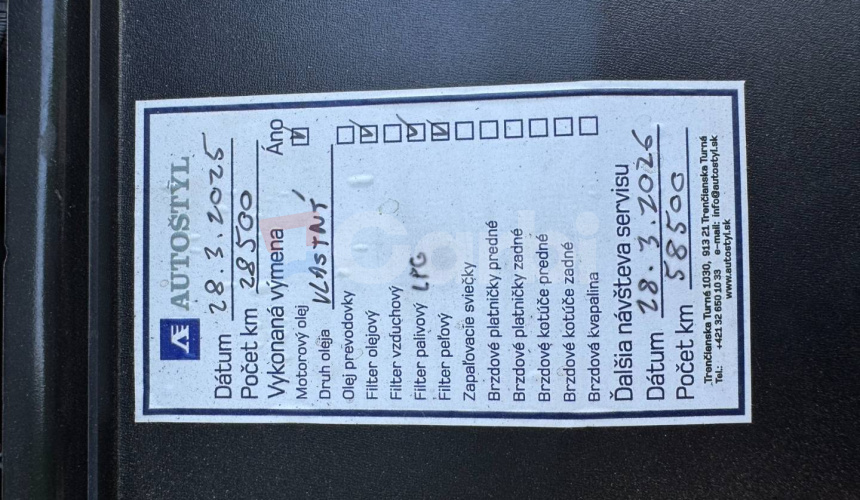 AUTOŠTÝL
Dátum 28.3.2025
Počet km 28500
Vykonaná výmena Áno
Motorový olej
Druh oleja VLASTNÝ
Olej prevodovky
Filter olejový
Filter vzduchový
Filter palivový LPG
Filter peľový
Zapaľovacie sviečky
Brzdové platničky predné
Brzdové platničky zadné
Brzdové kotúče predné
Brzdové kotúče zadné
Brzdová kvapalina
Ďalšia návšteva servisu
Dátum 28.3.2026
Počet km 58500
Trenčianska Turná 1030, 913 21 Trenčianska Turná
Tel.: +421 32 650 10 33 e-mail: info@autostyl.sk
www.autostyl.sk